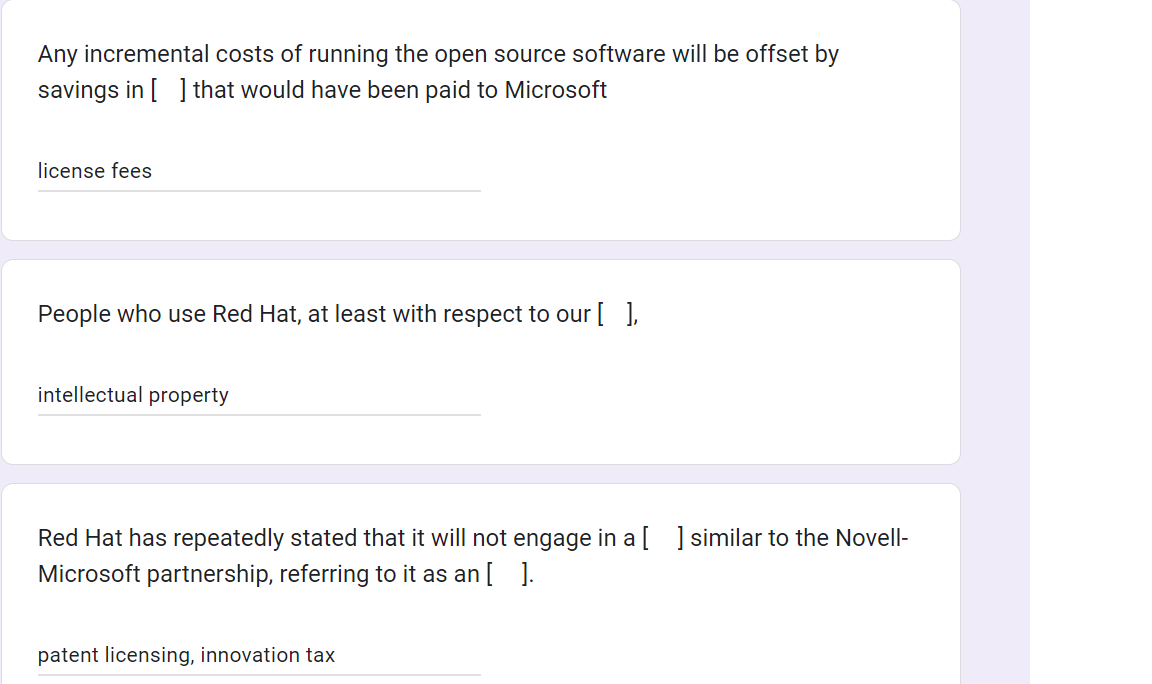 Any incremental costs of running the open source software will be offset by
savings in [   ] that would have been paid to Microsoft
license fees
People who use Red Hat, at least with respect to our [   ],
intellectual property
Red Hat has repeatedly stated that it will not engage in a [    ] similar to the Novell-
Microsoft partnership, referring to it as an [    ].
patent licensing, innovation tax